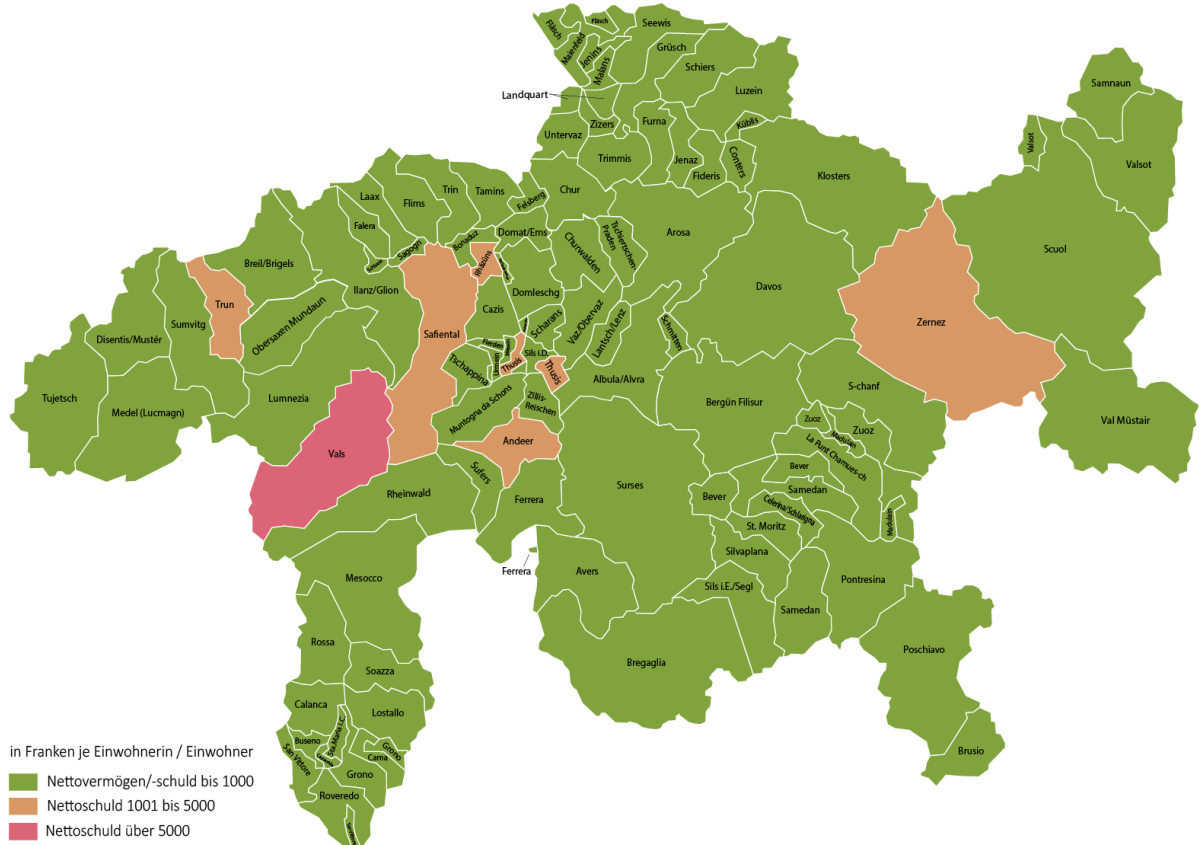 Fläsch
Fläsch
Seewis
Maienfeld
Jenins
Malans
Grüsch
Schiers
Luzein
Landquart
Samnaun
Untervaz
Zizers
Furna
Küblis
Valsot
Valsot
Trimmis
Jenaz
Fideris
Conters
Klosters
Laax
Flims
Trin
Tamins
Felsberg
Chur
Falera
Sagogn
Bonaduz
Domat/Ems
Churwalden
Tschiertschen-
Praden
Arosa
Scuol
Breil/Brigels
Rhäzüns
Ilanz/Glion
Domleschg
Davos
Trun
Sumvitg
Obersaxen Mundaun
Safiental
Cazis
Scharans
Vaz/Obervaz
Lantsch/Lenz
Schmitten
Zernez
Disentis/Mustér
Flerden
Urmein
Masein
Thusis
Sils i.D.
Thusis
Tschappina
Albula/Alvra
S-chanf
Tujetsch
Medel (Lucmagn)
Lumnezia
Muntogna da Schons
Zillis-
Reischen
Bergün Filisur
Zuoz
Zuoz
Madulain
Val Müstair
Vals
Andeer
La Punt Chamues-ch
Sufers
Rheinwald
Ferrera
Surses
Bever
Bever
Samedan
Celerina/Schlarigna
St. Moritz
Madulain
Silvaplana
Ferrera
Avers
Mesocco
Sils i.E./Segl
Samedan
Pontresina
Rossa
Bregaglia
Poschiavo
Soazza
Calanca
Lostallo
Sta. Maria i.C.
Buseno
San Vittore
Grono
Cama
Grono
Roveredo
Brusio
in Franken je Einwohnerin / Einwohner
Nettovermögen/-schuld bis 1000
Nettoschuld 1001 bis 5000
Nettoschuld über 5000